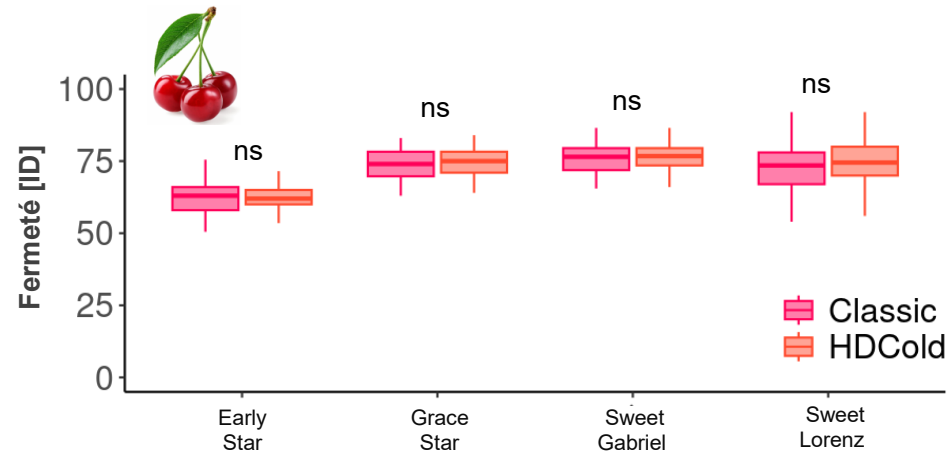 Fermeté [ID]
100
75
50
25
0
ns
ns
ns
ns
Classic
HDCold
Early
Star
Grace
Star
Sweet
Gabriel
Sweet
Lorenz